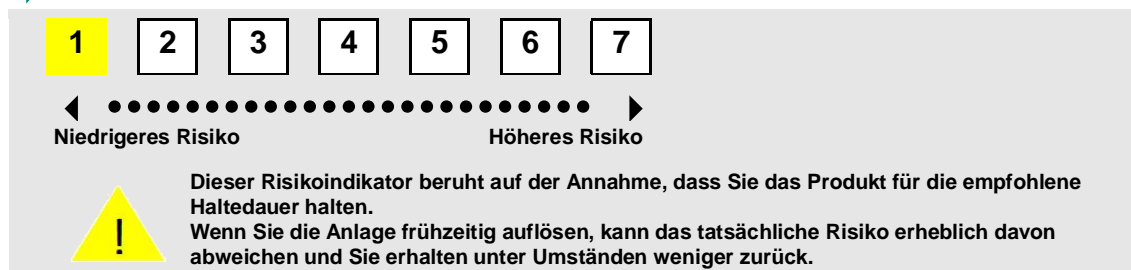 1 2 3 4 5 6 7
Niedrigeres Risiko Höheres Risiko
Dieser Risikoindikator beruht auf der Annahme, dass Sie das Produkt für die empfohlene
Haltedauer halten.
! Wenn Sie die Anlage frühzeitig auflösen, kann das tatsächliche Risiko erheblich davon
abweichen und Sie erhalten unter Umständen weniger zurück.